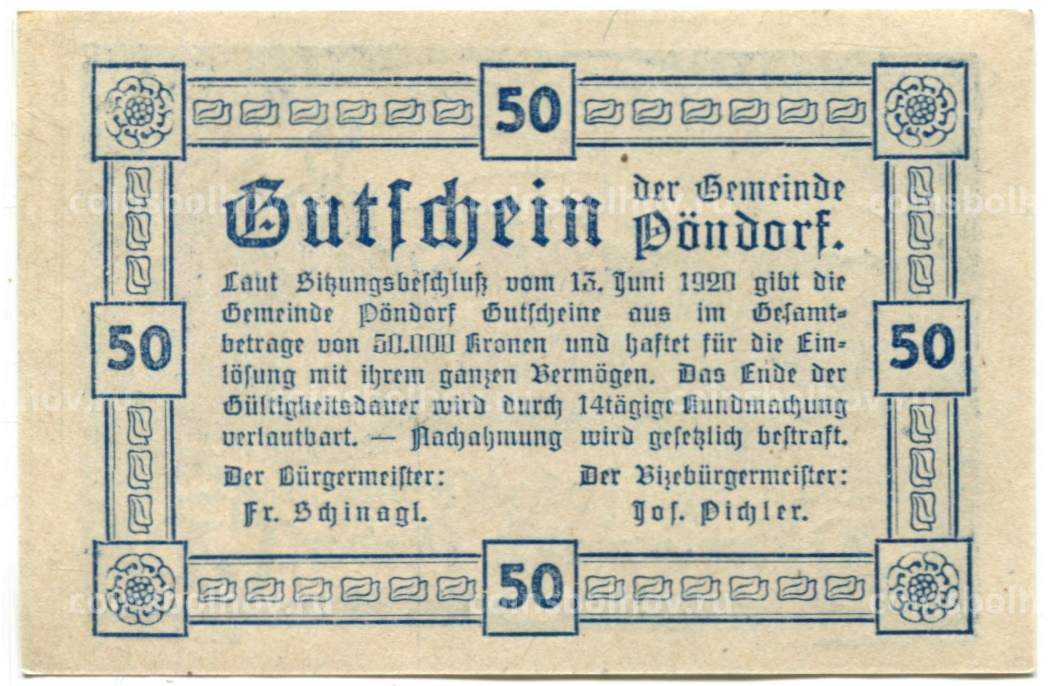 50
Gutschein der Gemeinde
Pöndorf.
Laut Sitzungsbeschluß vom 13. Juni 1920 gibt die
Gemeinde Pöndorf Gutscheine aus im Gesamt-
betrage von 50.000 Kronen und haftet für die Ein-
lösung mit ihrem ganzen Vermögen. Das Ende der
Gültigkeitsdauer wird durch 14tägige Kundmachung
verlautbart. — Nachahmung wird gesetzlich bestraft.
50
50
Der Bürgermeister: Der Vizebürgermeister:
Fr. Schinagl. Jos. Pichler.
50
coinsbolhov.ru